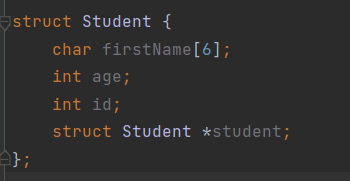 struct Student {
    char firstName[6];
    int age;
    int id;
    struct Student *student;
};